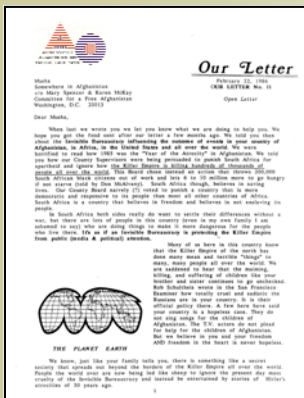 Our Letter
February 22, 1986
OUR LETTER No. 11
Open Letter
Musha
Somewhere in Afghanistan
c/o Mary Spencer & Karen McKay
Committee for a Free Afghanistan
Washington, D.C. 20013
Dear Musha,
When last we wrote you we let you know what we are doing to help you. We
hope you got the food sent after our letter a few months ago. We told you then
about the Invisible Bureaucracy influencing the outcome of events in your country of
Afghanistan, in Africa, in the United States and all over the world. We were
horrified to read how 1985 was the "Year of the Atrocity" in Afghanistan. We told
you how our County Supervisors were being persuaded to punish South Africa for
apartheid and ignore how the Killer Empire is killing hundreds of thousands of
people all over the world. This Board chose instead an action that throws 200,000
South African black citizens out of work and lets 6 to 10 million more to go hungry
if not starve (told by Don McAlvany). South Africa though, believes in saving
lives. Our County Board naively (?) voted to punish a country that is more
democratic and responsive to its people than most all other countries of Africa.
South Africa is a country that believes in freedom and believes in not enslaving its
people.
In South Africa both sides really do want to settle their differences without a
war, but there are lots of people in this country (even in my own family I am
ashamed to say) who are doing things to make it more dangerous for the people
who live there. It's as if an Invisible Bureaucracy is protecting the Killer Empire
from public (media & political) attention.
Many of us here in this country know
that the Killer Empire of the north has
done many mean and terrible "things" to
many, many people all over the world. We
are saddened to hear that the maiming,
killing, and suffering of children like your
brother and sister continues to go unchecked.
Rob Schultheis wrote in the San Francisco
Examiner how totally cruel and sadistic the
Russians are in your country. It is their
official policy there. A few here have said
your country is a hopeless case. They do
not sing songs for the children of
Afghanistan. The T.V. actors do not plead
for help for the children of Afghanistan.
But we believe in you and your freedom
AND freedom in the heart is never hopeless.
THE PLANET EARTH
We know, just like your family tells you, there is something like a secret
society that spreads out beyond the borders of the Killer Empire all over the world.
People the world over are now being led like sheep to ignore the present day mass
cruelty of the Invisible Bureaucracy and instead be entertained by stories of Hitler's
atrocities of 50 years ago.
1